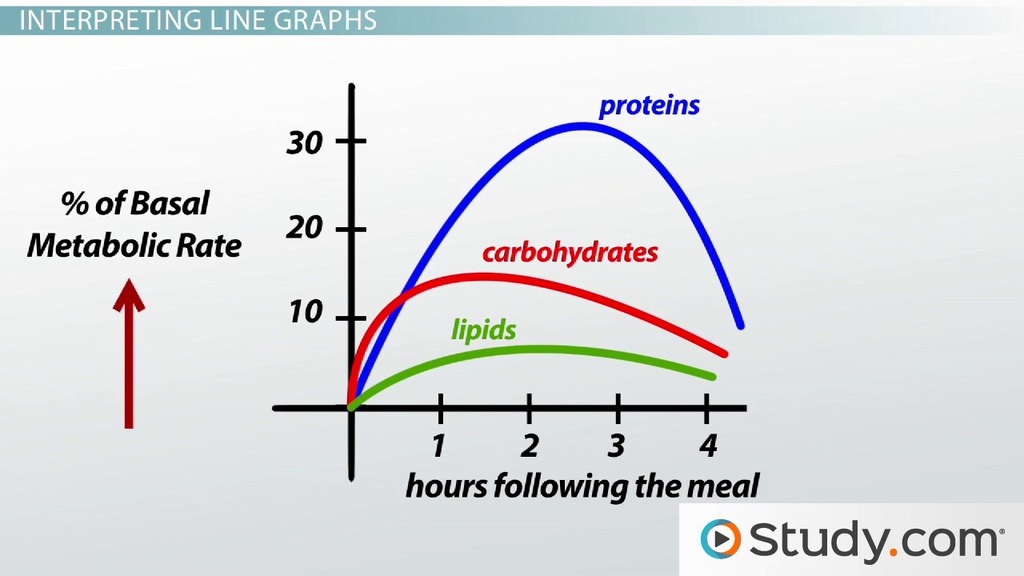 INTERPRETING LINE GRAPHS
proteins
30
% of Basal
Metabolic Rate
20
carbohydrates
10
lipids
1 2 3 4
hours following the meal
Study.com®